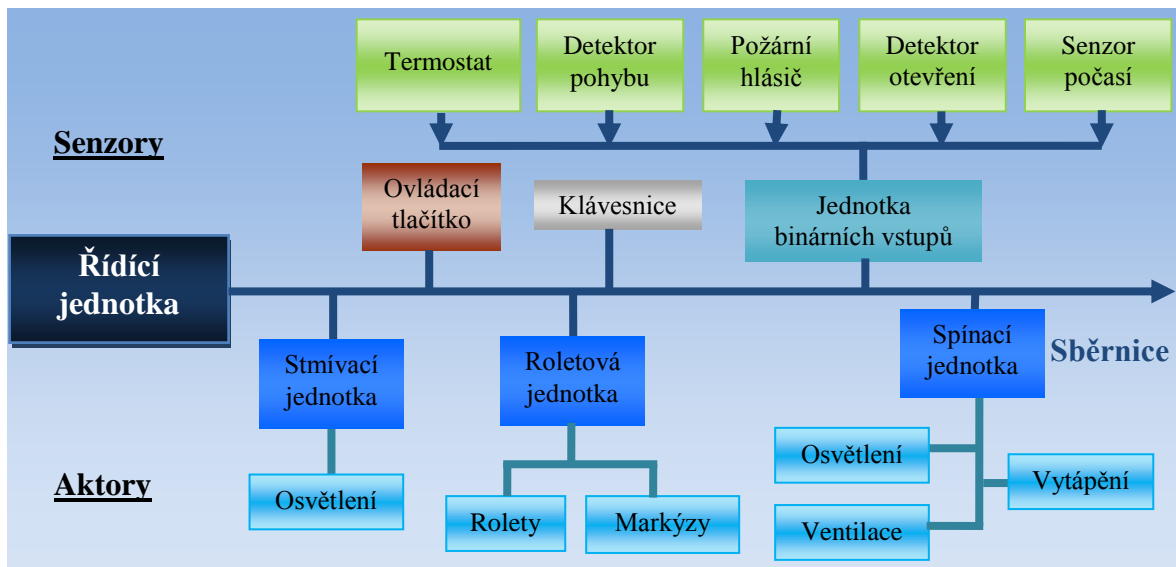 Termostat
Detektor
pohybu
Požární
hlásič
Detektor
otevření
Senzor
počasí
Senzory
Ovládací
tlačítko
Klávesnice
Jednotka
binárních vstupů
Řídící
jednotka
Stmívací
jednotka
Roletová
jednotka
Spínací
jednotka
Sběrnice
Aktory
Osvětlení
Rolety
Markýzy
Osvětlení
Vytápění
Ventilace